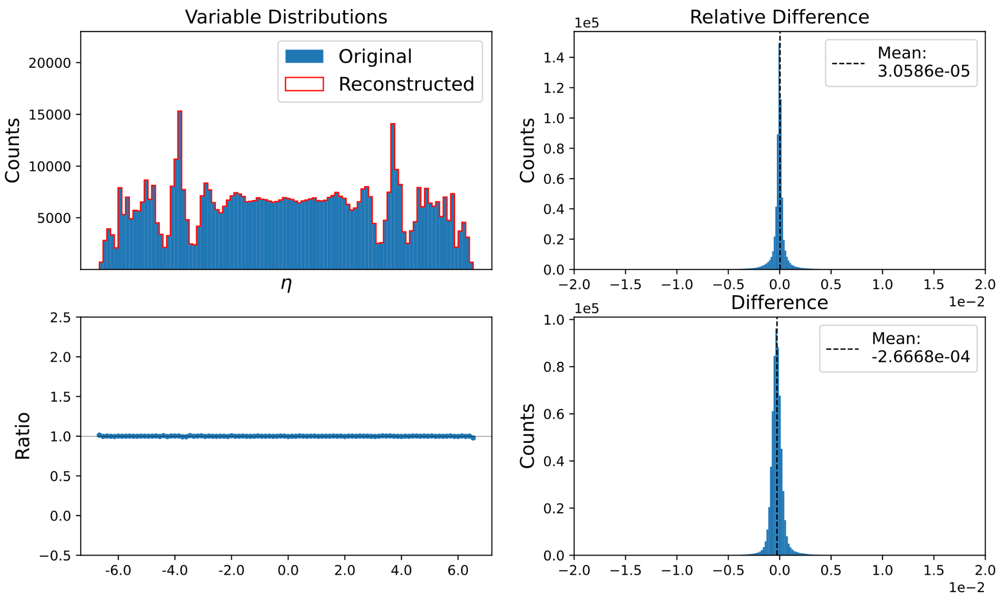 Variable Distributions
20000
15000
10000
5000
Counts
Original
Reconstructed
η
Relative Difference
1e5
1.4
1.2
1.0
0.8
0.6
0.4
0.2
0.0
Counts
Mean:
3.0586e-05
−2.0 −1.5 −1.0 −0.5 0.0 0.5 1.0 1.5 2.0
1e−2
2.5
2.0
1.5
1.0
0.5
0.0
−0.5
Ratio
-6.0 -4.0 -2.0 0.0 2.0 4.0 6.0
Difference
1e5
1.0
0.8
0.6
0.4
0.2
0.0
Counts
Mean:
-2.6668e-04
−2.0 −1.5 −1.0 −0.5 0.0 0.5 1.0 1.5 2.0
1e−2